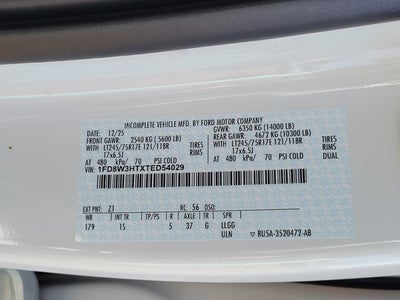 INCOMPLETE VEHICLE MFD. BY FORD MOTOR COMPANY
12/25 GVWR: 6350 KG (14000 LB)
FRONT GAWR: 2540 KG (5600 LB) REAR GAWR: 4672 KG (10300 LB)
WITH LT245/75R17E 121/118R WITH LT245/75R17E 121/118R TIRES
17x6.5J 17x6.5J RIMS
AT 480 kPa/ 70 PSI COLD AT 480 kPa/ 70 PSI COLD DUAL
VIN: 1FD8W3HTXTED54029
EXT PNT: Z1 RC: 56 DSO:
WB INT TR TP/PS R AXLE TR SPR
179 15 5 37 G LLGG
ULN RU5A-3520472-AB